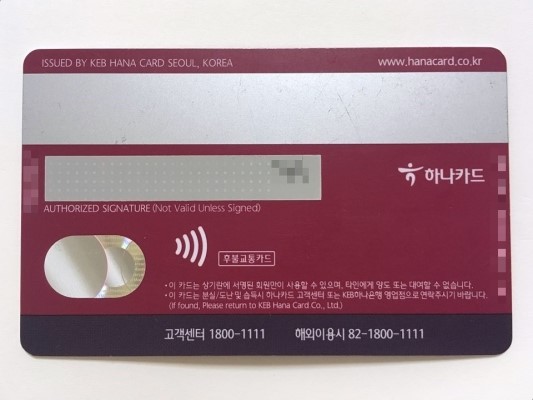 ISSUED BY KEB HANA CARD SEOUL, KOREA
www.hanacard.co.kr
하나카드
AUTHORIZED SIGNATURE (Not Valid Unless Signed)
후불교통카드
• 이 카드는 상기란에 서명된 회원만이 사용할 수 있으며, 타인에게 양도 또는 대여할 수 없습니다.
• 이 카드는 분실/도난 및 습득시 하나카드 고객센터 또는 KEB하나은행 영업점으로 연락주시기 바랍니다.
(If found, Please return to KEB Hana Card Co., Ltd.)
고객센터 1800-1111 해외이용시 82-1800-1111